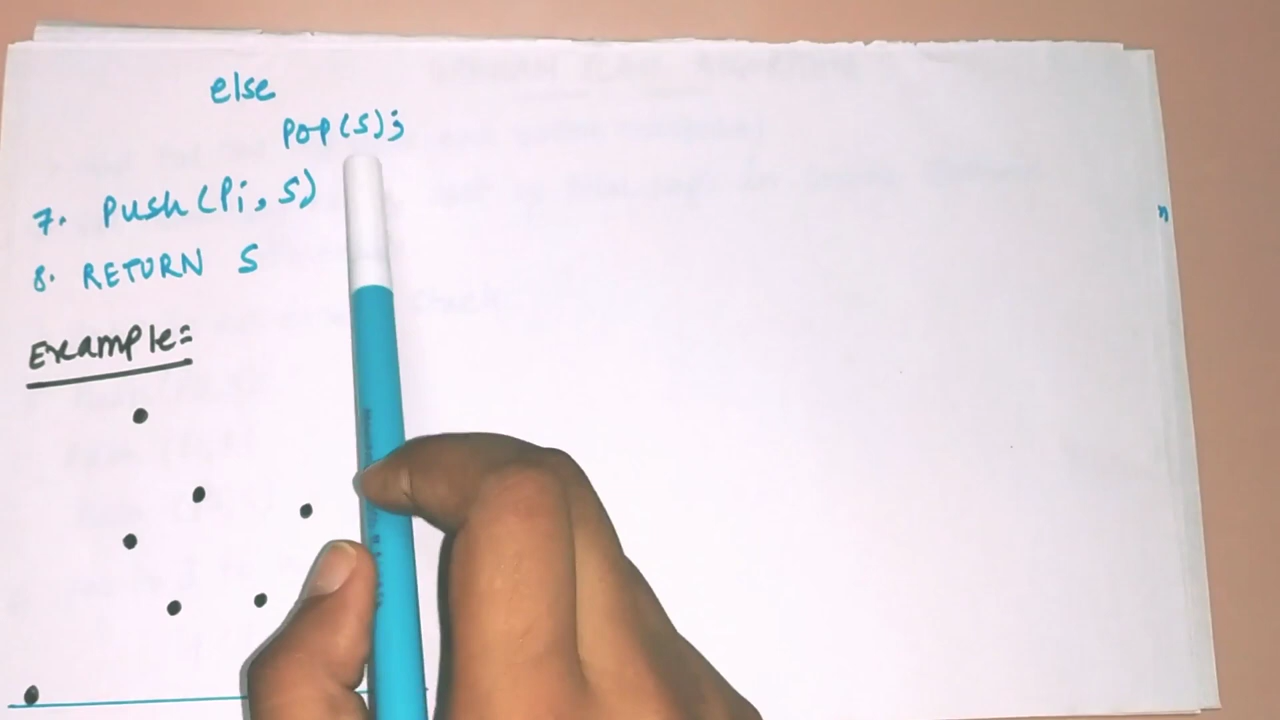 else
Pop(S);
7. Push(Pi, S)
8. RETURN S
Example: